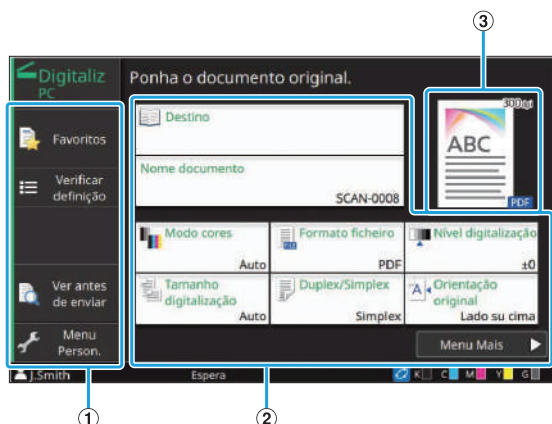 ③
Digitaliz
PC
Ponha o documento original.
Favoritos
Verificar
definição
Ver antes
de enviar
Menu
Person.
Destino
Nome documento
SCAN-0008
ABC
PDF
Modo cores
Auto
Formato ficheiro
PDF
Nível digitalização
±0
Tamanho
digitalização
Auto
Duplex/Simplex
Simplex
Orientação
original
Lado su cima
Menu Mais
J.Smith
Espera
K C M Y G
①
②